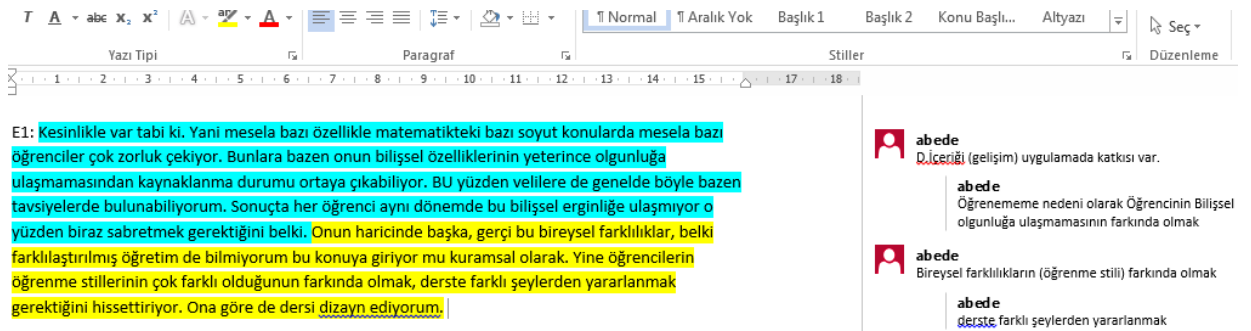 T A abc X₂ X² A ab A ¶ Normal ¶ Aralık Yok Başlık 1 Başlık 2 Konu Başlı... Altyazı Seç
Yazı Tipi Paragraf Stiller Düzenleme
1 2 3 4 5 6 7 8 9 10 11 12 13 14 15 17 18
E1: Kesinlikle var tabi ki. Yani mesela bazı özellikle matematikteki bazı soyut konularda mesela bazı
öğrenciler çok zorluk çekiyor. Bunlara bazen onun bilişsel özelliklerinin yeterince olgunluğa
ulaşmamasından kaynaklanma durumu ortaya çıkabiliyor. BU yüzden velilere de genelde böyle bazen
tavsiyelerde bulunabiliyorum. Sonuçta her öğrenci aynı dönemde bu bilişsel erginliğe ulaşmıyor o
yüzden biraz sabretmek gerektiğini belki. Onun haricinde başka, gerçi bu bireysel farklılıklar, belki
farklılaştırılmış öğretim de bilmiyorum bu konuya giriyor mu kuramsal olarak. Yine öğrencilerin
öğrenme stillerinin çok farklı olduğunun farkında olmak, derste farklı şeylerden yararlanmak
gerektiğini hissettiriyor. Ona göre de dersi dizayn ediyorum.
abede
D.İçeriği (gelişim) uygulamada katkısı var.
abede
Öğrenememe nedeni olarak Öğrencinin Bilişsel
olgunluğa ulaşmamasının farkında olmak
abede
Bireysel farklılıkların (öğrenme stili) farkında olmak
abede
derste farklı şeylerden yararlanmak